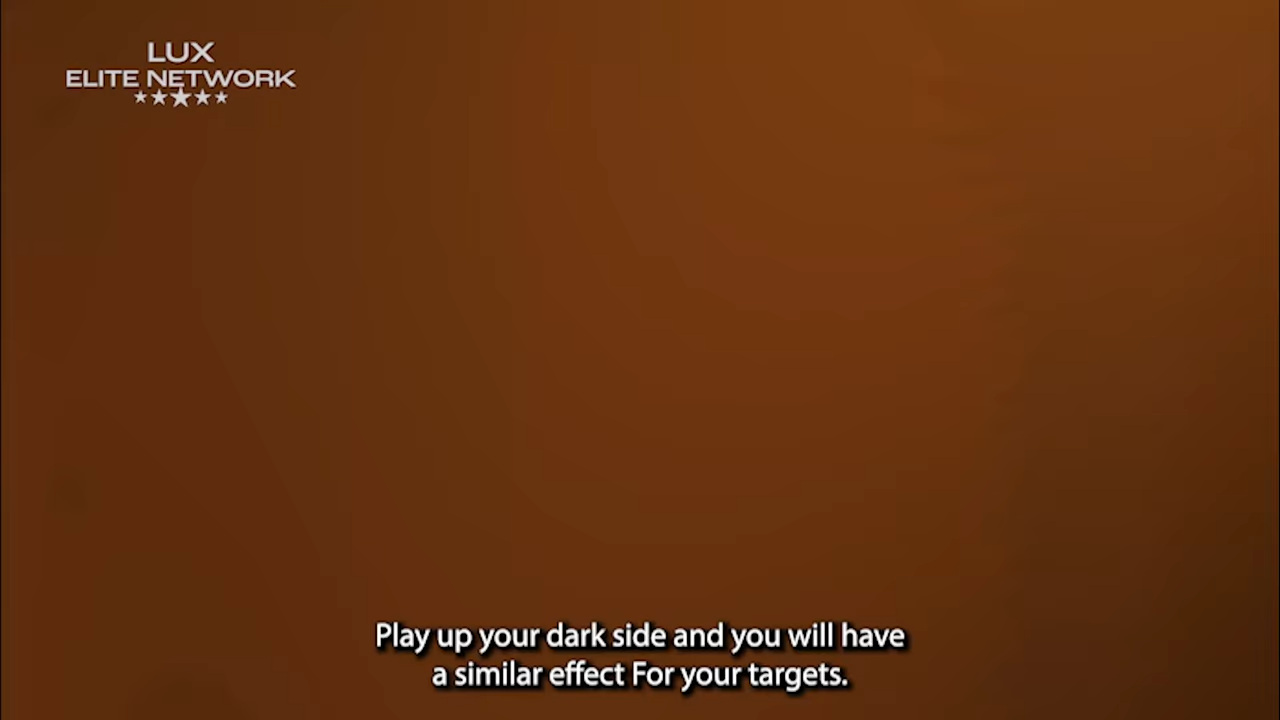 LUX
ELITE NETWORK
Play up your dark side and you will have
a similar effect For your targets.